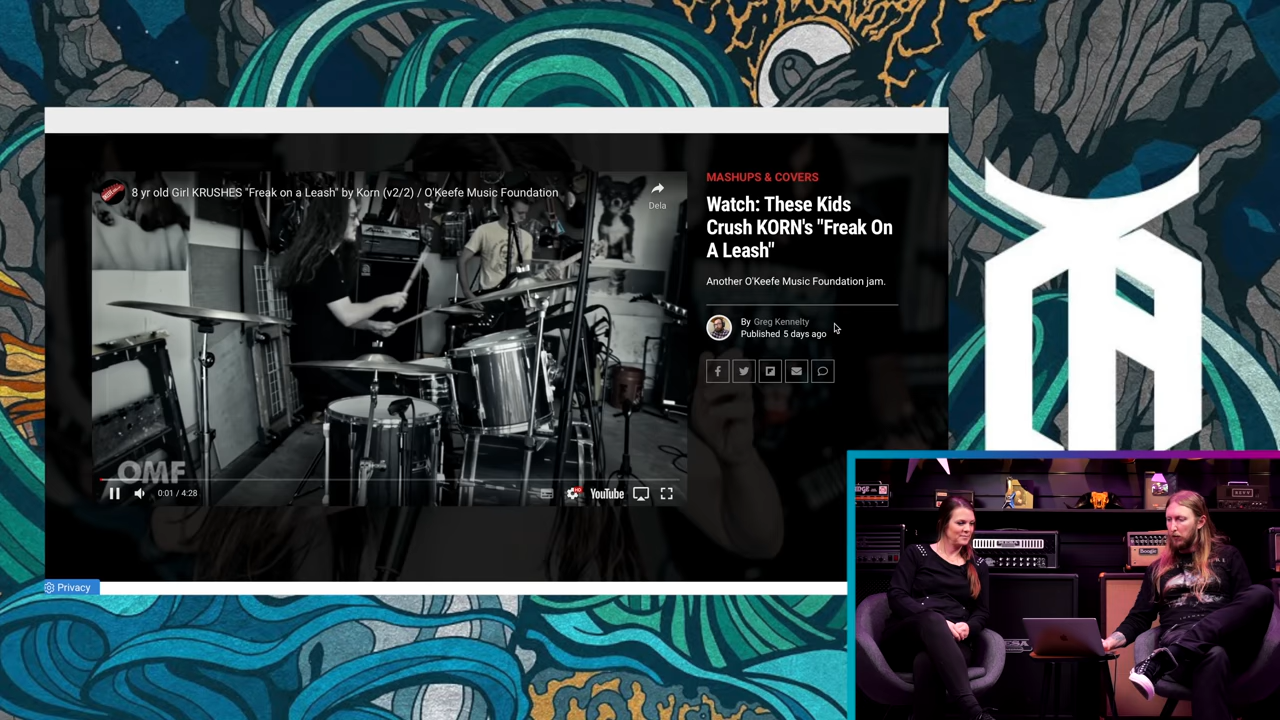 8 yr old Girl KRUSHES "Freak on a Leash" by Korn (v2/2) / O'Keefe Music Foundation
Dela
MASHUPS & COVERS
Watch: These Kids
Crush KORN's "Freak On
A Leash"
Another O'Keefe Music Foundation jam.
By Greg Kennelty
Published 5 days ago
OMF
0:01 / 4:28
HD
YouTube
Privacy